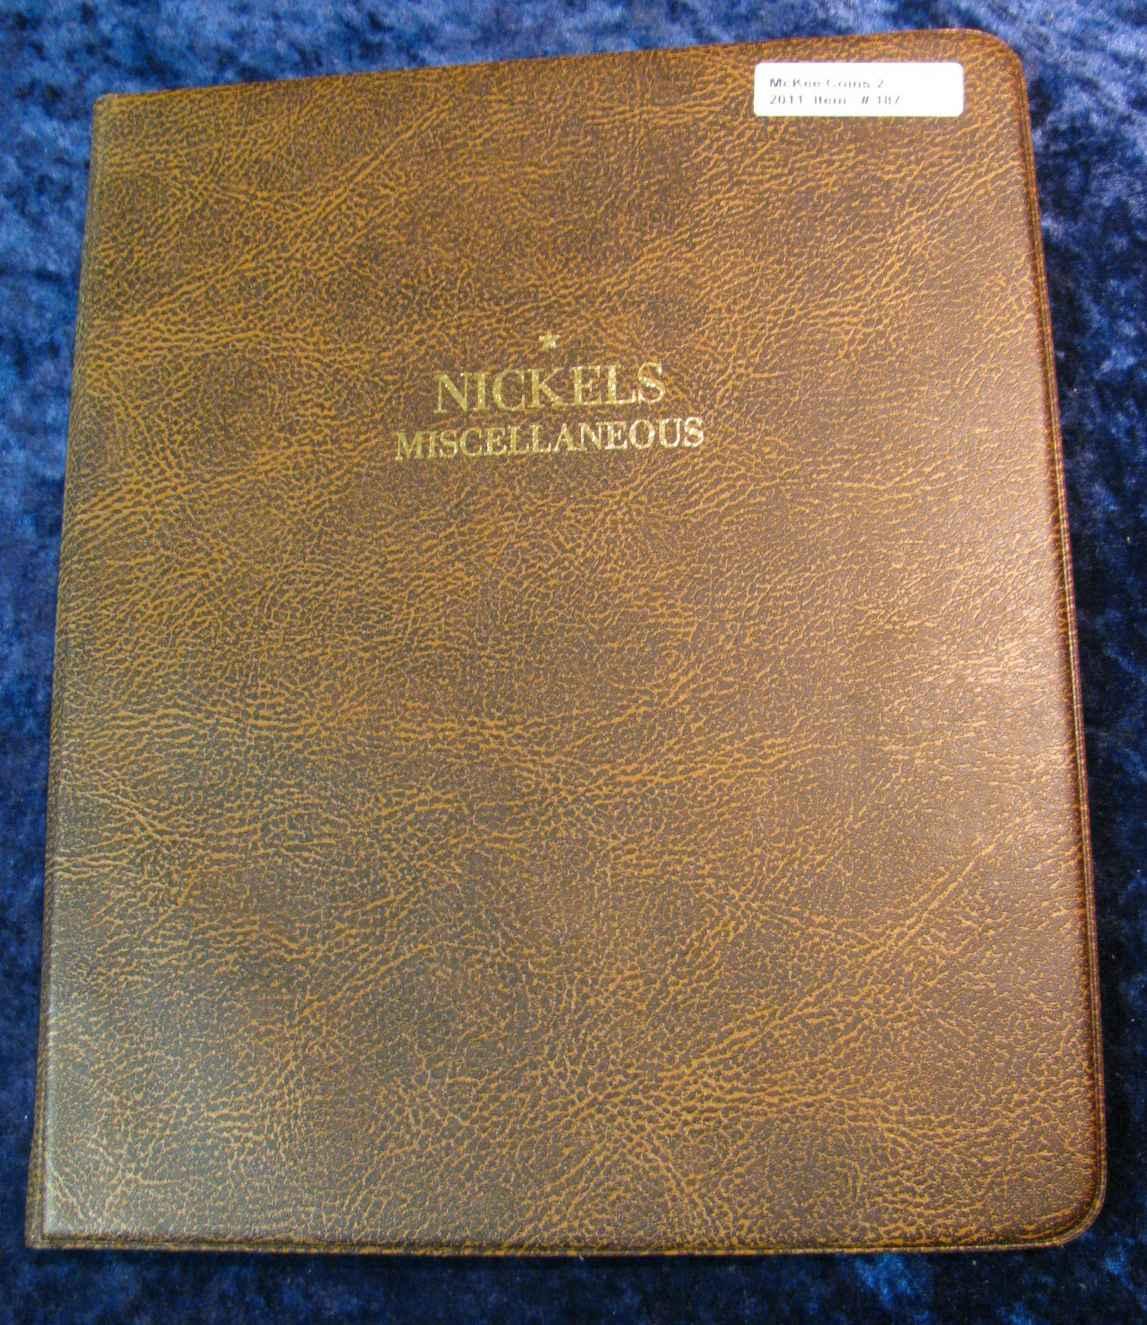 McKee Coins 2
2011 Item # 187
NICKELS
MISCELLANEOUS